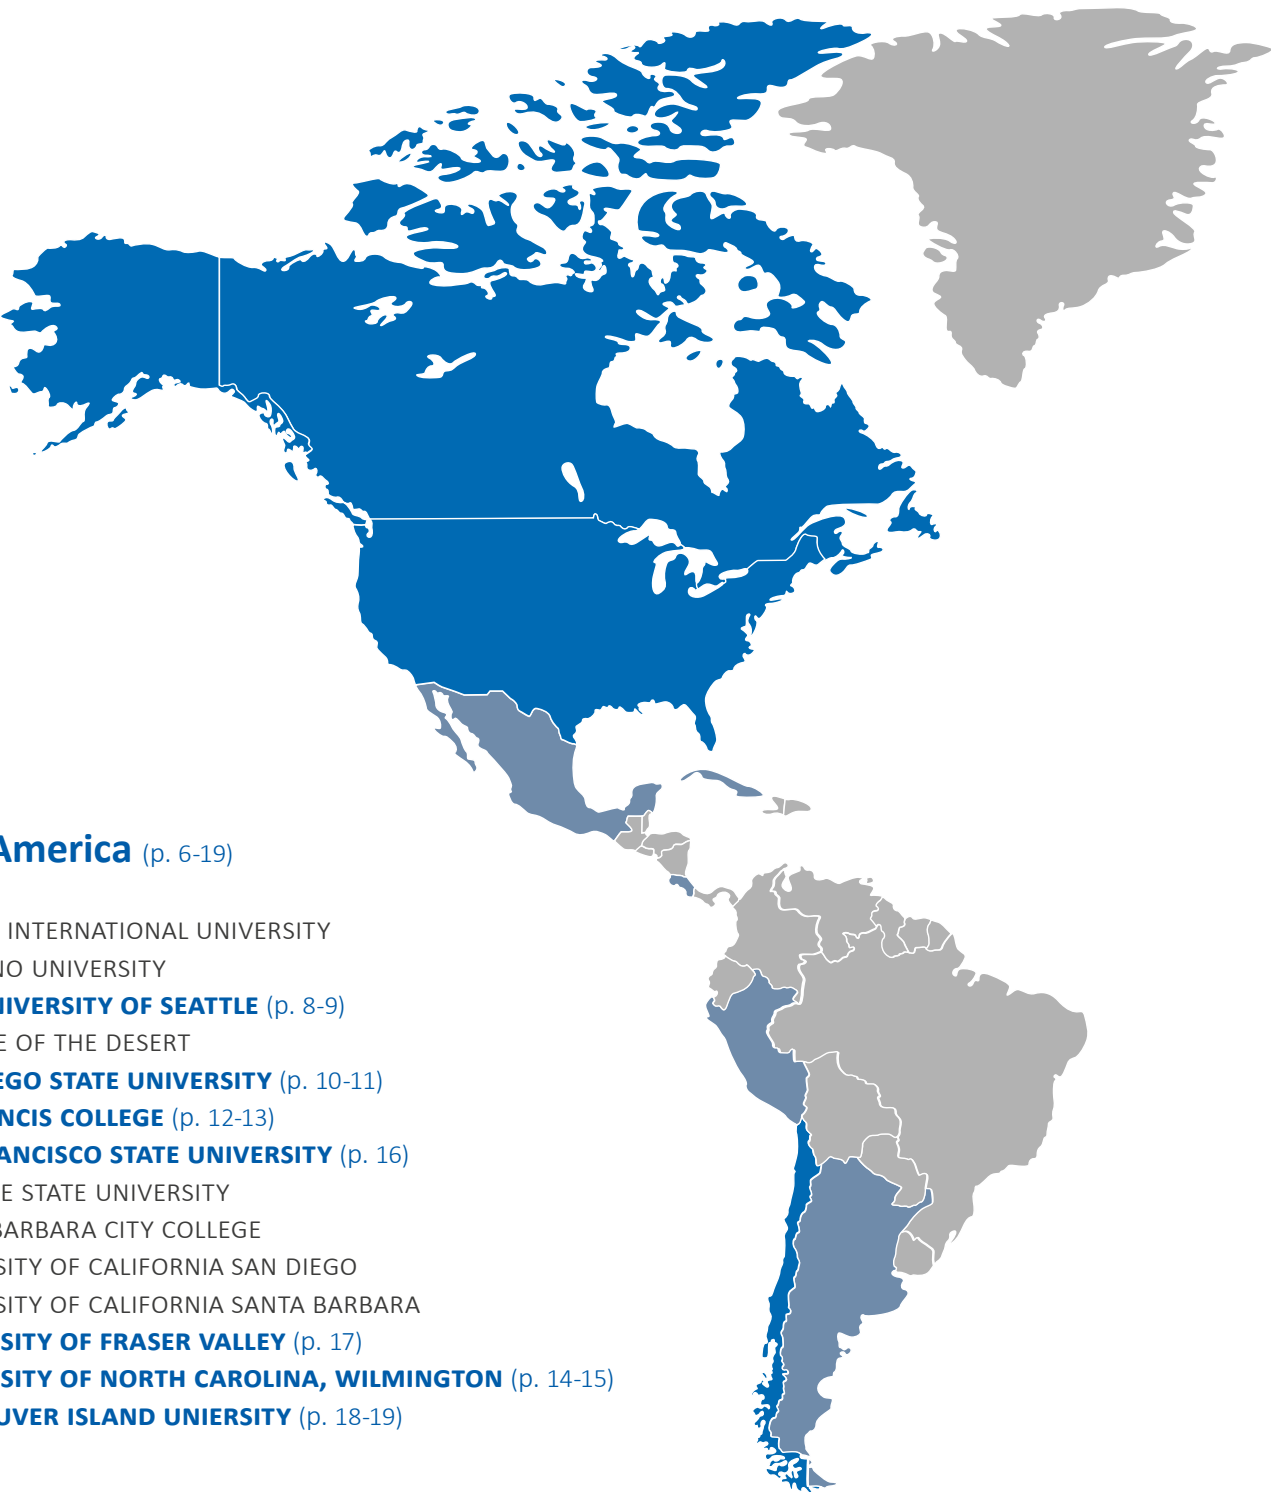 America (p. 6-19)
INTERNATIONAL UNIVERSITY
NO UNIVERSITY
NIVERSITY OF SEATTLE (p. 8-9)
E OF THE DESERT
EGO STATE UNIVERSITY (p. 10-11)
NCIS COLLEGE (p. 12-13)
ANCISCO STATE UNIVERSITY (p. 16)
E STATE UNIVERSITY
BARBARA CITY COLLEGE
SITY OF CALIFORNIA SAN DIEGO
SITY OF CALIFORNIA SANTA BARBARA
SITY OF FRASER VALLEY (p. 17)
SITY OF NORTH CAROLINA, WILMINGTON (p. 14-15)
UVER ISLAND UNIERSITY (p. 18-19)